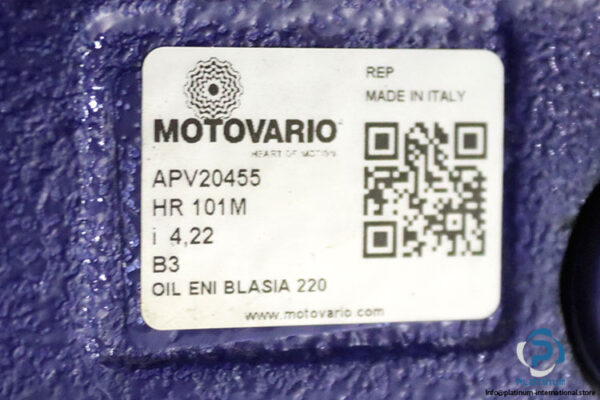 REP
MADE IN ITALY
MOTOVARIO
HEART OF MOTION
APV20455
HR 101M
i 4,22
B3
OIL ENI BLASIA 220
www.motovario.com
info@platinum-international.store